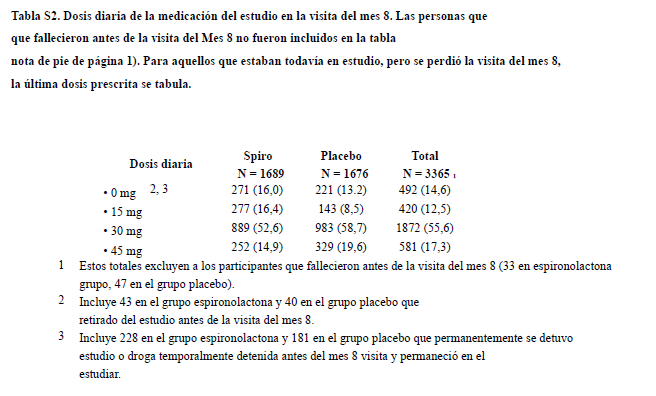 Tabla S2. Dosis diaria de la medicación del estudio en la visita del mes 8. Las personas que
que fallecieron antes de la visita del Mes 8 no fueron incluidos en la tabla
nota de pie de página 1). Para aquellos que estaban todavía en estudio, pero se perdió la visita del mes 8,
la última dosis prescrita se tabula.
Dosis diaria Spiro Placebo Total
N = 1689 N = 1676 N = 3365 1
• 0 mg 2, 3 271 (16,0) 221 (13.2) 492 (14,6)
• 15 mg 277 (16,4) 143 (8,5) 420 (12,5)
• 30 mg 889 (52,6) 983 (58,7) 1872 (55,6)
• 45 mg 252 (14,9) 329 (19,6) 581 (17,3)
1 Estos totales excluyen a los participantes que fallecieron antes de la visita del mes 8 (33 en espironolactona
grupo, 47 en el grupo placebo).
2 Incluye 43 en el grupo espironolactona y 40 en el grupo placebo que
retirado del estudio antes de la visita del mes 8.
3 Incluye 228 en el grupo espironolactona y 181 en el grupo placebo que permanentemente se detuvo
estudio o droga temporalmente detenida antes del mes 8 visita y permaneció en el
estudiar.